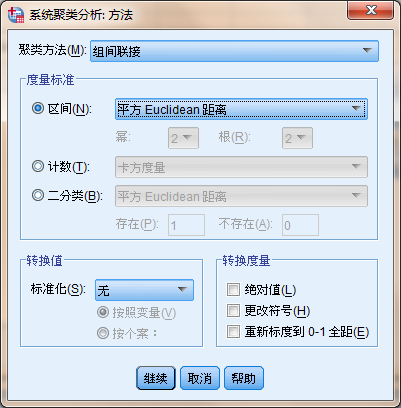 系统聚类分析: 方法
聚类方法(M): 组间联接
度量标准
区间(N): 平方 Euclidean 距离
幂: 2 根(R): 2
计数(T): 卡方度量
二分类(B): 平方 Euclidean 距离
存在(P): 1 不存在(A): 0
转换值
标准化(S): 无
按照变量(V)
按个案：
转换度量
绝对值(L)
更改符号(H)
重新标度到 0-1 全距(E)
继续 取消 帮助